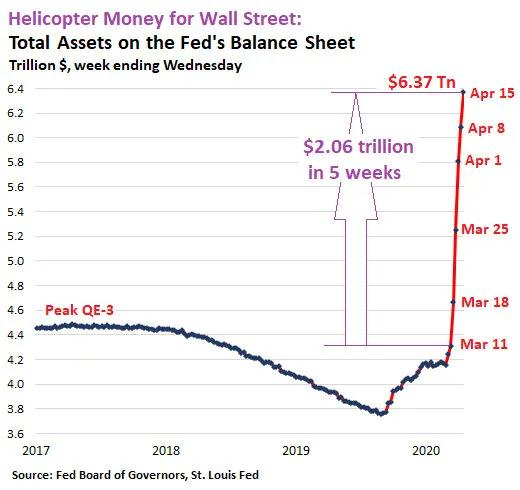 Helicopter Money for Wall Street:
Total Assets on the Fed's Balance Sheet
Trillion $, week ending Wednesday
6.4
6.2
6.0
5.8
5.6
5.4
5.2
5.0
4.8
4.6
4.4
4.2
4.0
3.8
3.6
$6.37 Tn
Apr 15
Apr 8
Apr 1
Mar 25
Mar 18
Mar 11
$2.06 trillion
in 5 weeks
Peak QE-3
2017
2018
2019
2020
Source: Fed Board of Governors, St. Louis Fed